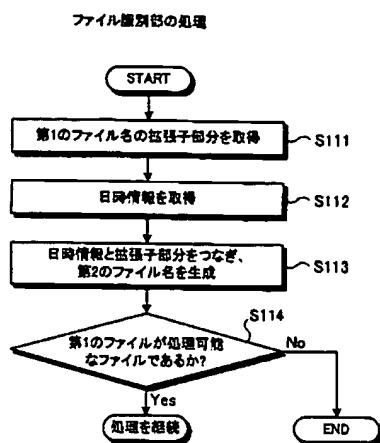 ファイル識別部の処理
START
第1のファイル名の拡張子部分を取得
S111
日時情報を取得
S112
日時情報と拡張子部分をつなぎ、
第2のファイル名を生成
S113
S114
第1のファイルが処理可能
なファイルであるか?
No
Yes
処理を継続
END